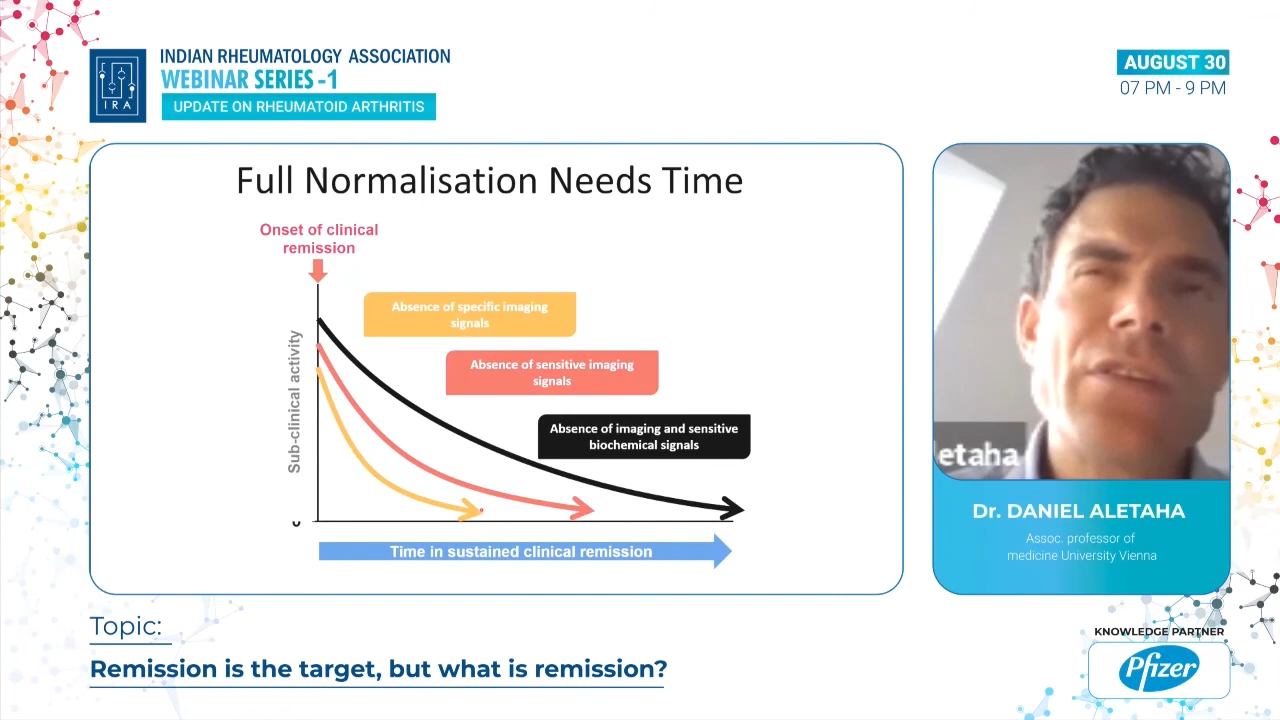 INDIAN RHEUMATOLOGY ASSOCIATION
WEBINAR SERIES -1
UPDATE ON RHEUMATOID ARTHRITIS
IRA
AUGUST 30
07 PM - 9 PM
Full Normalisation Needs Time
Onset of clinical
remission
Absence of specific imaging
signals
Absence of sensitive imaging
signals
Absence of imaging and sensitive
biochemical signals
Sub-clinical activity
Time in sustained clinical remission
etaha
Dr. DANIEL ALETAHA
Assoc. professor of
medicine University Vienna
Topic:
Remission is the target, but what is remission?
KNOWLEDGE PARTNER
Pfizer